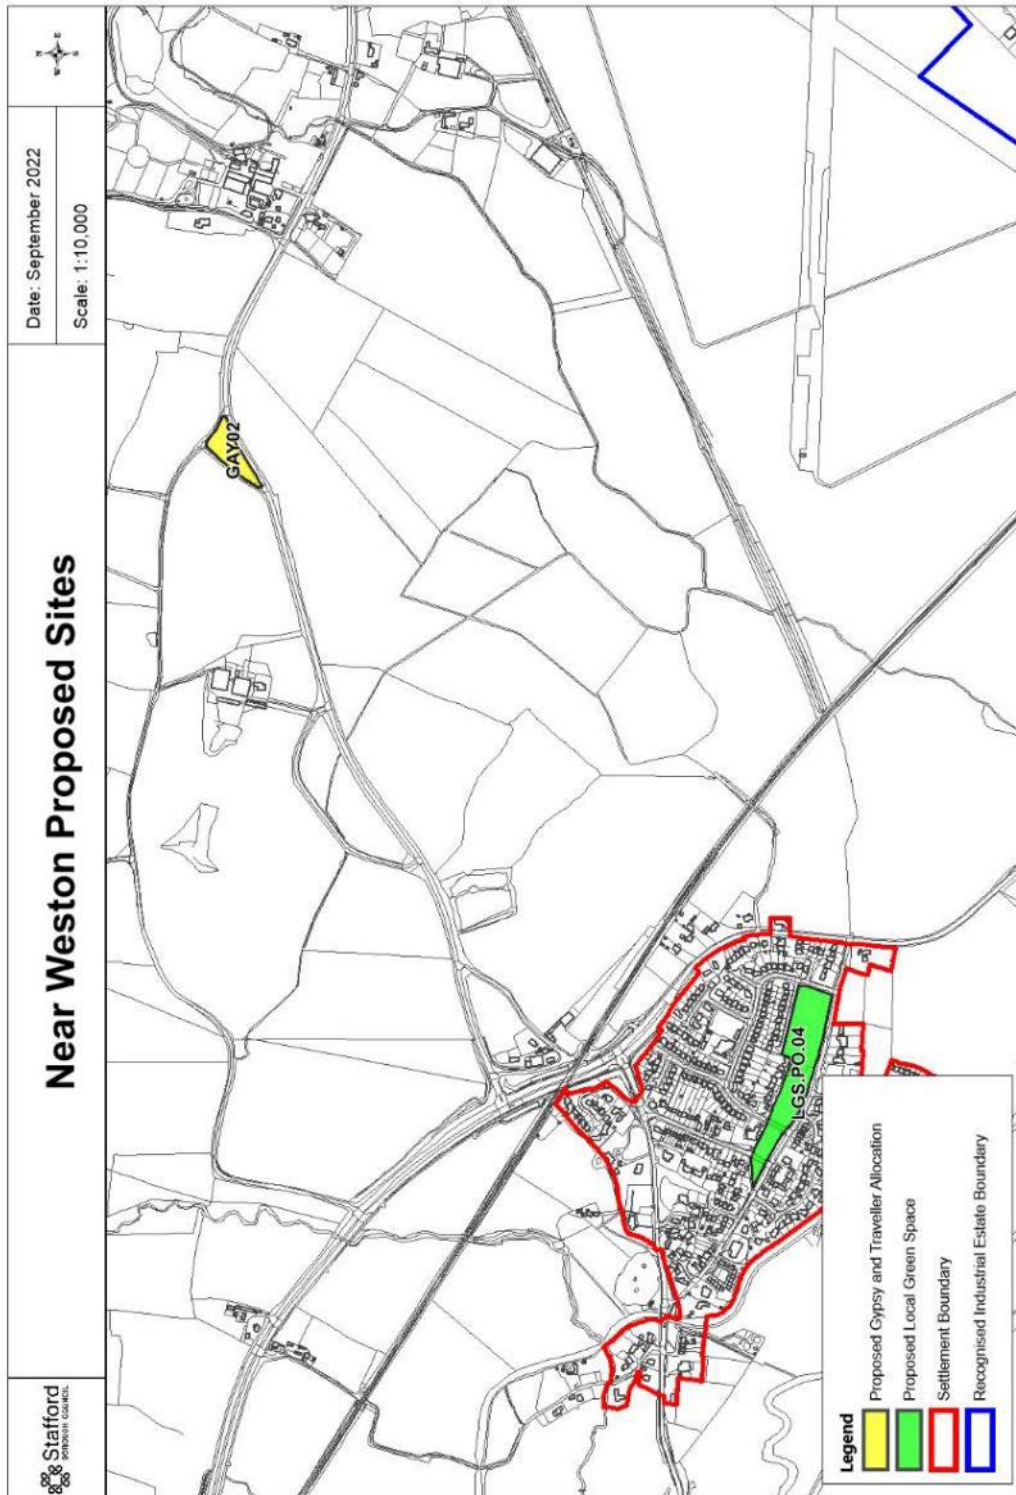 Stafford
BOROUGH COUNCIL
Near Weston Proposed Sites
Date: September 2022
Scale: 1:10,000
N
E
S
W
GAY02
LGS.PO.04
Legend
Proposed Gypsy and Traveller Allocation
Proposed Local Green Space
Settlement Boundary
Recognised Industrial Estate Boundary